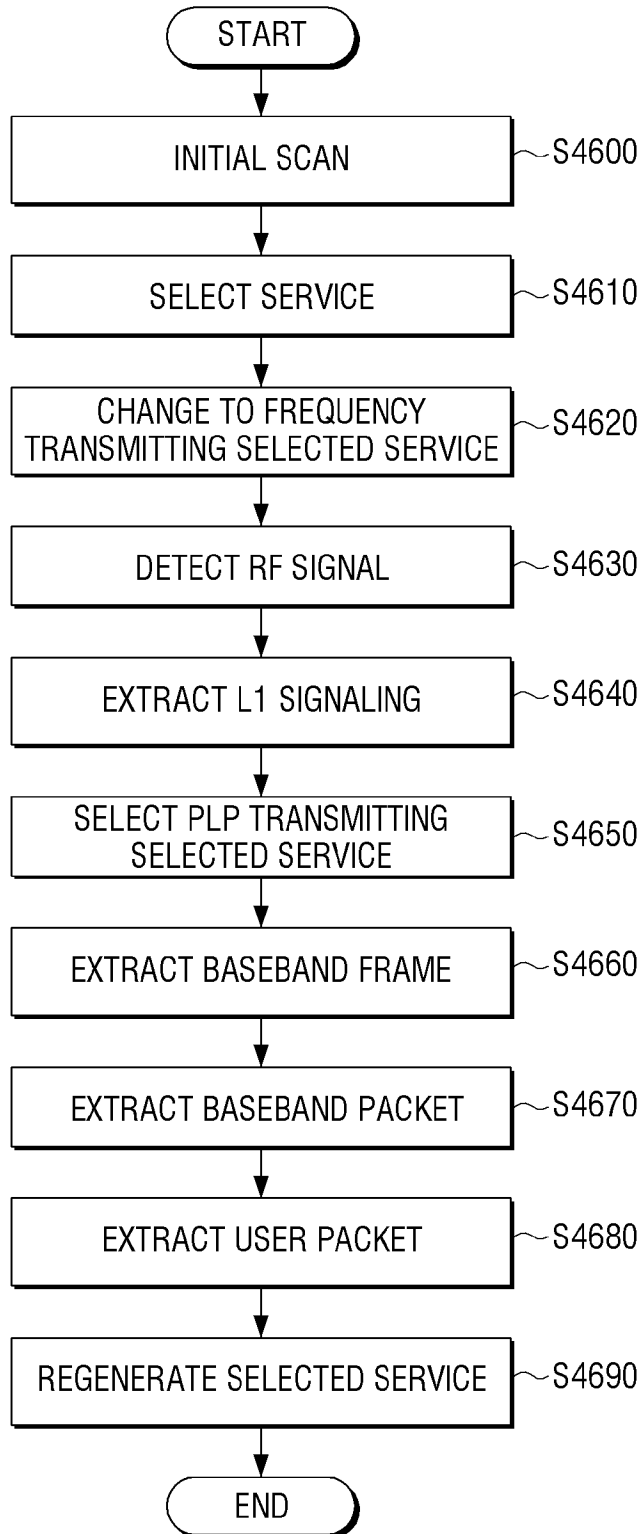 START
INITIAL SCAN
S4600
SELECT SERVICE
S4610
CHANGE TO FREQUENCY
TRANSMITTING SELECTED SERVICE
S4620
DETECT RF SIGNAL
S4630
EXTRACT L1 SIGNALING
S4640
SELECT PLP TRANSMITTING
SELECTED SERVICE
S4650
EXTRACT BASEBAND FRAME
S4660
EXTRACT BASEBAND PACKET
S4670
EXTRACT USER PACKET
S4680
REGENERATE SELECTED SERVICE
S4690
END